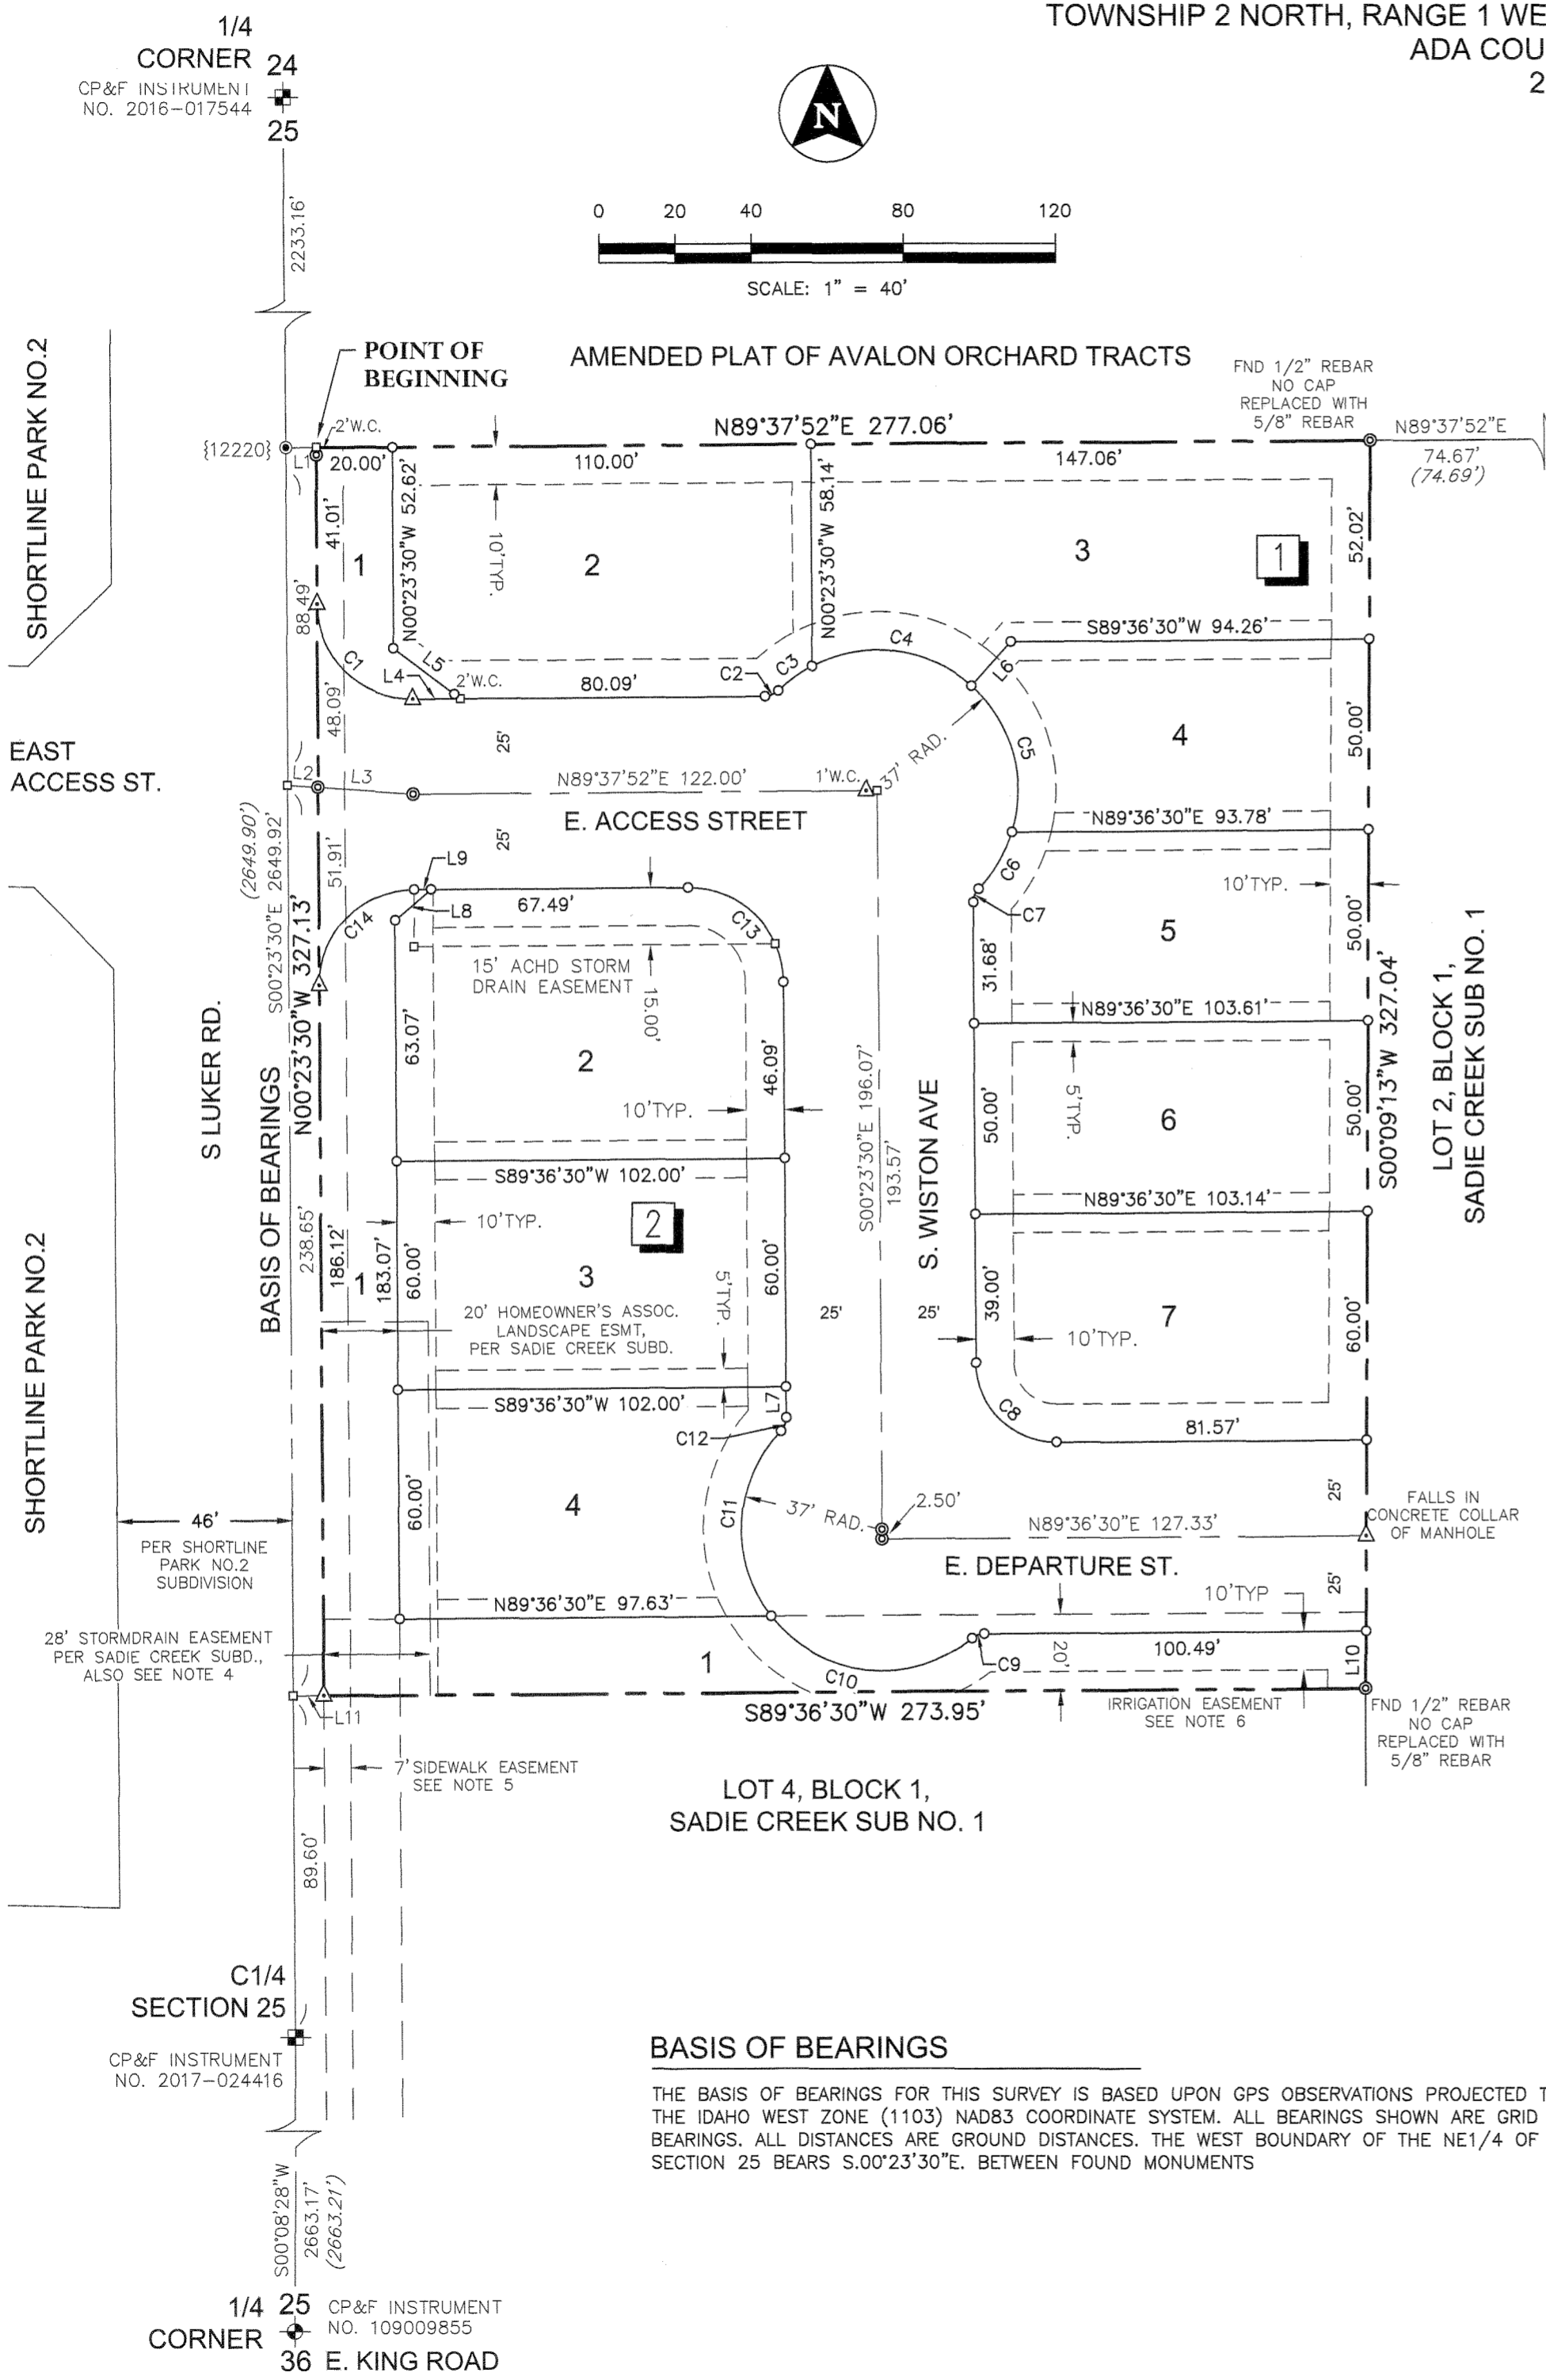 TOWNSHIP 2 NORTH, RANGE 1 WE
ADA COU
2
1/4
CORNER
24
25
CP&F INSTRUMENT
NO. 2016-017544
N
2233.16'
0 20 40 80 120
SCALE: 1" = 40'
SHORTLINE PARK NO.2
POINT OF
BEGINNING
AMENDED PLAT OF AVALON ORCHARD TRACTS
FND 1/2" REBAR
NO CAP
REPLACED WITH
5/8" REBAR
{12220}
L1
2'W.C.
N89°37'52"E 277.06'
N89°37'52"E
74.67'
(74.69')
20.00'
110.00'
147.06'
41.01'
N00°23'30"W 52.62'
N00°23'30"W 58.14'
52.02'
10'TYP.
1
2
3
1
88.49'
C1
L4
L5
2'W.C.
80.09'
C2
C3
C4
L6
S89°36'30"W 94.26'
48.09'
25'
37' RAD.
C5
4
50.00'
EAST
ACCESS ST.
L2
L3
N89°37'52"E 122.00'
1'W.C.
E. ACCESS STREET
25'
N89°36'30"E 93.78'
(2649.90')
S00°23'30"E 2649.92'
51.91'
L9
L8
C14
67.49'
C13
C6
C7
10'TYP.
5
50.00'
31.68'
15' ACHD STORM
DRAIN EASEMENT
15.00'
N89°36'30"E 103.61'
S LUKER RD.
BASIS OF BEARINGS
N00°23'30"W 327.13'
63.07'
2
46.09'
10'TYP.
S00°23'30"E 196.07'
193.57'
S. WISTON AVE
50.00'
5'TYP.
6
50.00'
S00°09'13"W 327.04'
LOT 2, BLOCK 1,
SADIE CREEK SUB NO. 1
S89°36'30"W 102.00'
N89°36'30"E 103.14'
SHORTLINE PARK NO.2
238.65'
186.12'
1
183.07'
60.00'
10'TYP.
2
3
5'TYP.
60.00'
20' HOMEOWNER'S ASSOC.
LANDSCAPE ESMT,
PER SADIE CREEK SUBD.
25'
25'
39.00'
10'TYP.
7
60.00'
S89°36'30"W 102.00'
L7
C12
C8
81.57'
60.00'
4
C11
37' RAD.
2.50'
N89°36'30"E 127.33'
25'
FALLS IN
CONCRETE COLLAR
OF MANHOLE
46'
PER SHORTLINE
PARK NO.2
SUBDIVISION
E. DEPARTURE ST.
25'
N89°36'30"E 97.63'
10'TYP
28' STORMDRAIN EASEMENT
PER SADIE CREEK SUBD.,
ALSO SEE NOTE 4
1
C10
C9
20'
100.49'
L10
L11
S89°36'30"W 273.95'
IRRIGATION EASEMENT
SEE NOTE 6
FND 1/2" REBAR
NO CAP
REPLACED WITH
5/8" REBAR
7' SIDEWALK EASEMENT
SEE NOTE 5
LOT 4, BLOCK 1,
SADIE CREEK SUB NO. 1
89.60'
C1/4
SECTION 25
CP&F INSTRUMENT
NO. 2017-024416
BASIS OF BEARINGS
THE BASIS OF BEARINGS FOR THIS SURVEY IS BASED UPON GPS OBSERVATIONS PROJECTED T
THE IDAHO WEST ZONE (1103) NAD83 COORDINATE SYSTEM. ALL BEARINGS SHOWN ARE GRID
BEARINGS. ALL DISTANCES ARE GROUND DISTANCES. THE WEST BOUNDARY OF THE NE1/4 OF
SECTION 25 BEARS S.00°23'30"E. BETWEEN FOUND MONUMENTS
S00°08'28"W
2663.17'
(2663.21')
1/4
CORNER
25
36
CP&F INSTRUMENT
NO. 109009855
E. KING ROAD